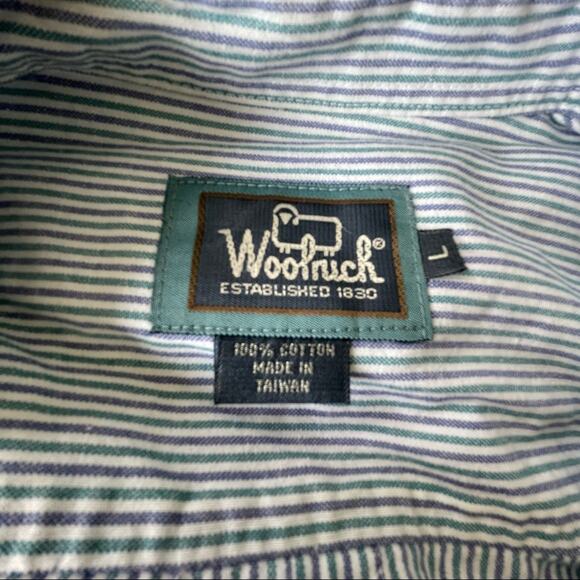 Woolrich®
ESTABLISHED 1830
L
100% COTTON
MADE IN
TAIWAN